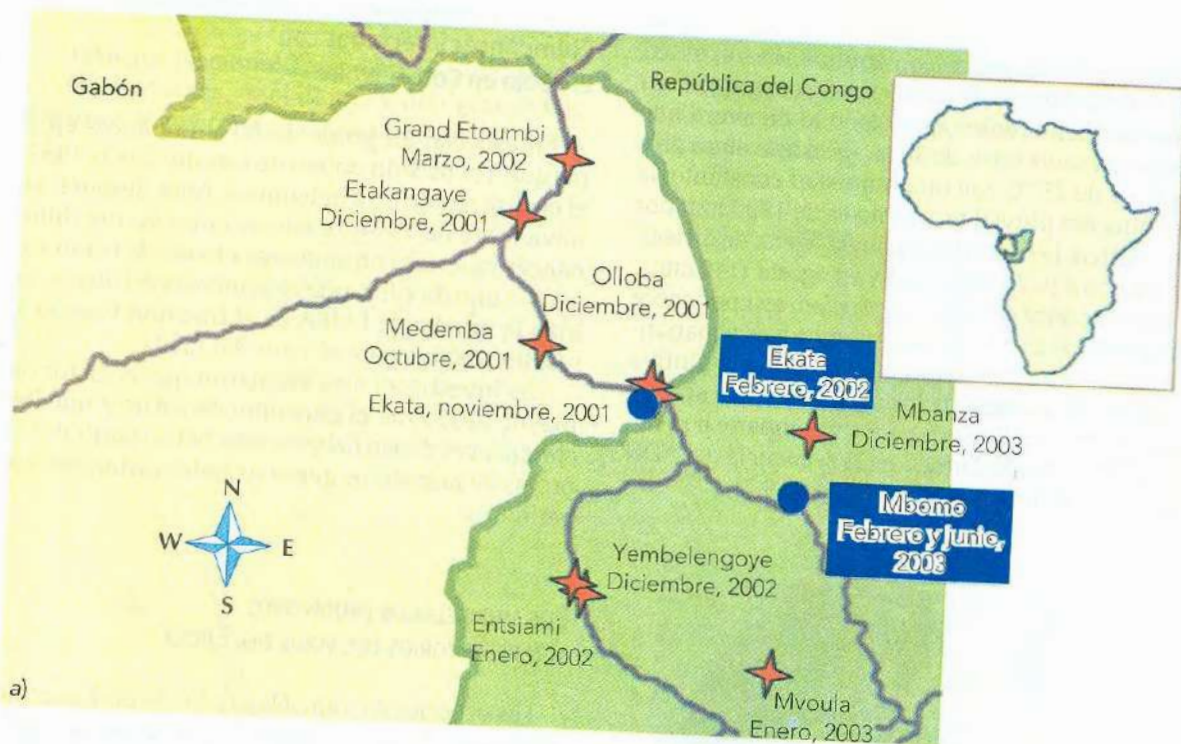 Gabón
República del Congo
Grand Etoumbi
Marzo, 2002
Etakangaye
Diciembre, 2001
Olloba
Diciembre, 2001
Medemba
Octubre, 2001
Ekata
Febrero, 2002
Ekata, noviembre, 2001
Mbanza
Diciembre, 2003
Mbomo
Febrero y junio,
2003
N
W
E
S
Yembelengoye
Diciembre, 2002
Entsiami
Enero, 2002
Mvoula
Enero, 2003
a)